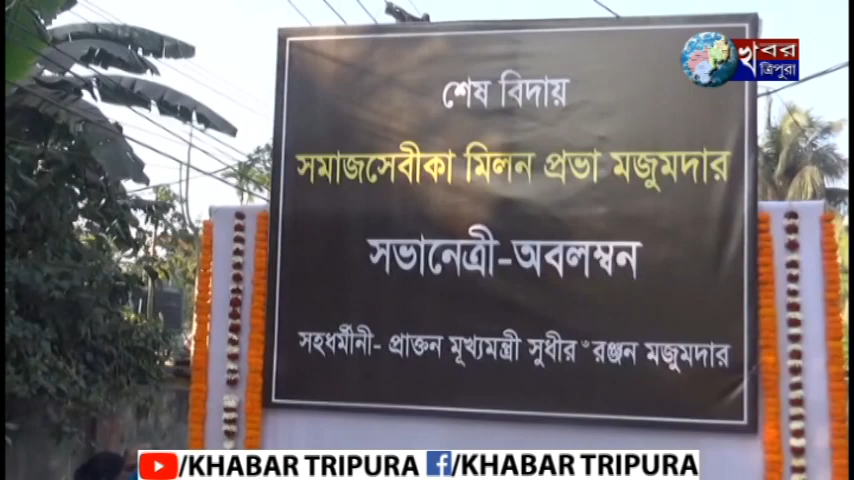 খবর
ত্রিপুরা
শেষ বিদায়
সমাজসেবীকা মিলন প্রভা মজুমদার
সভানেত্রী-অবলম্বন
সহধর্মীনী- প্রাক্তন মূখ্যমন্ত্রী সুধীর রঞ্জন মজুমদার
/KHABAR TRIPURA f/KHABAR TRIPURA